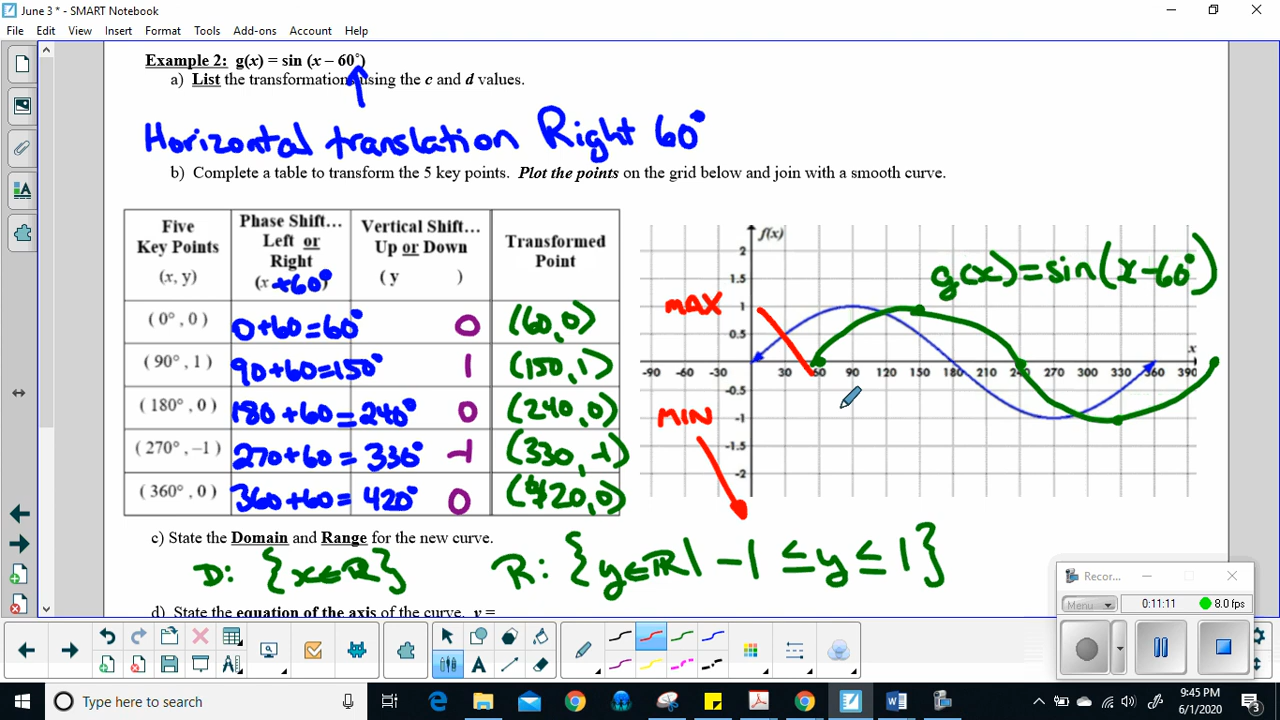 June 3 * - SMART Notebook
File Edit View Insert Format Tools Add-ons Account Help
Example 2: g(x) = sin (x – 60°)
a) List the transformations using the c and d values.
Horizontal translation Right 60°
b) Complete a table to transform the 5 key points. Plot the points on the grid below and join with a smooth curve.
Five Key Points (x, y)
Phase Shift... Left or Right (x +60°)
Vertical Shift... Up or Down ( y )
Transformed Point
(0°, 0) 0+60=60° 0 (60,0)
(90°, 1) 90+60=150° 1 (150,1)
(180°, 0) 180+60=240° 0 (240,0)
(270°, –1) 270+60=330° -1 (330,-1)
(360°, 0) 360+60=420° 0 (420,0)
f(x)
g(x)=sin(x-60°)
MAX
MIN
2
1.5
1
0.5
-0.5
-1
-1.5
-2
x
-90 -60 -30 30 60 90 120 150 180 210 240 270 300 330 360 390
c) State the Domain and Range for the new curve.
D: {x∈ℝ} R: {y∈ℝ| -1 ≤ y ≤ 1}
d) State the equation of the axis of the curve. y =
Recor...
Menu 0:11:11 8.0 fps
Type here to search
9:45 PM
6/1/2020
3